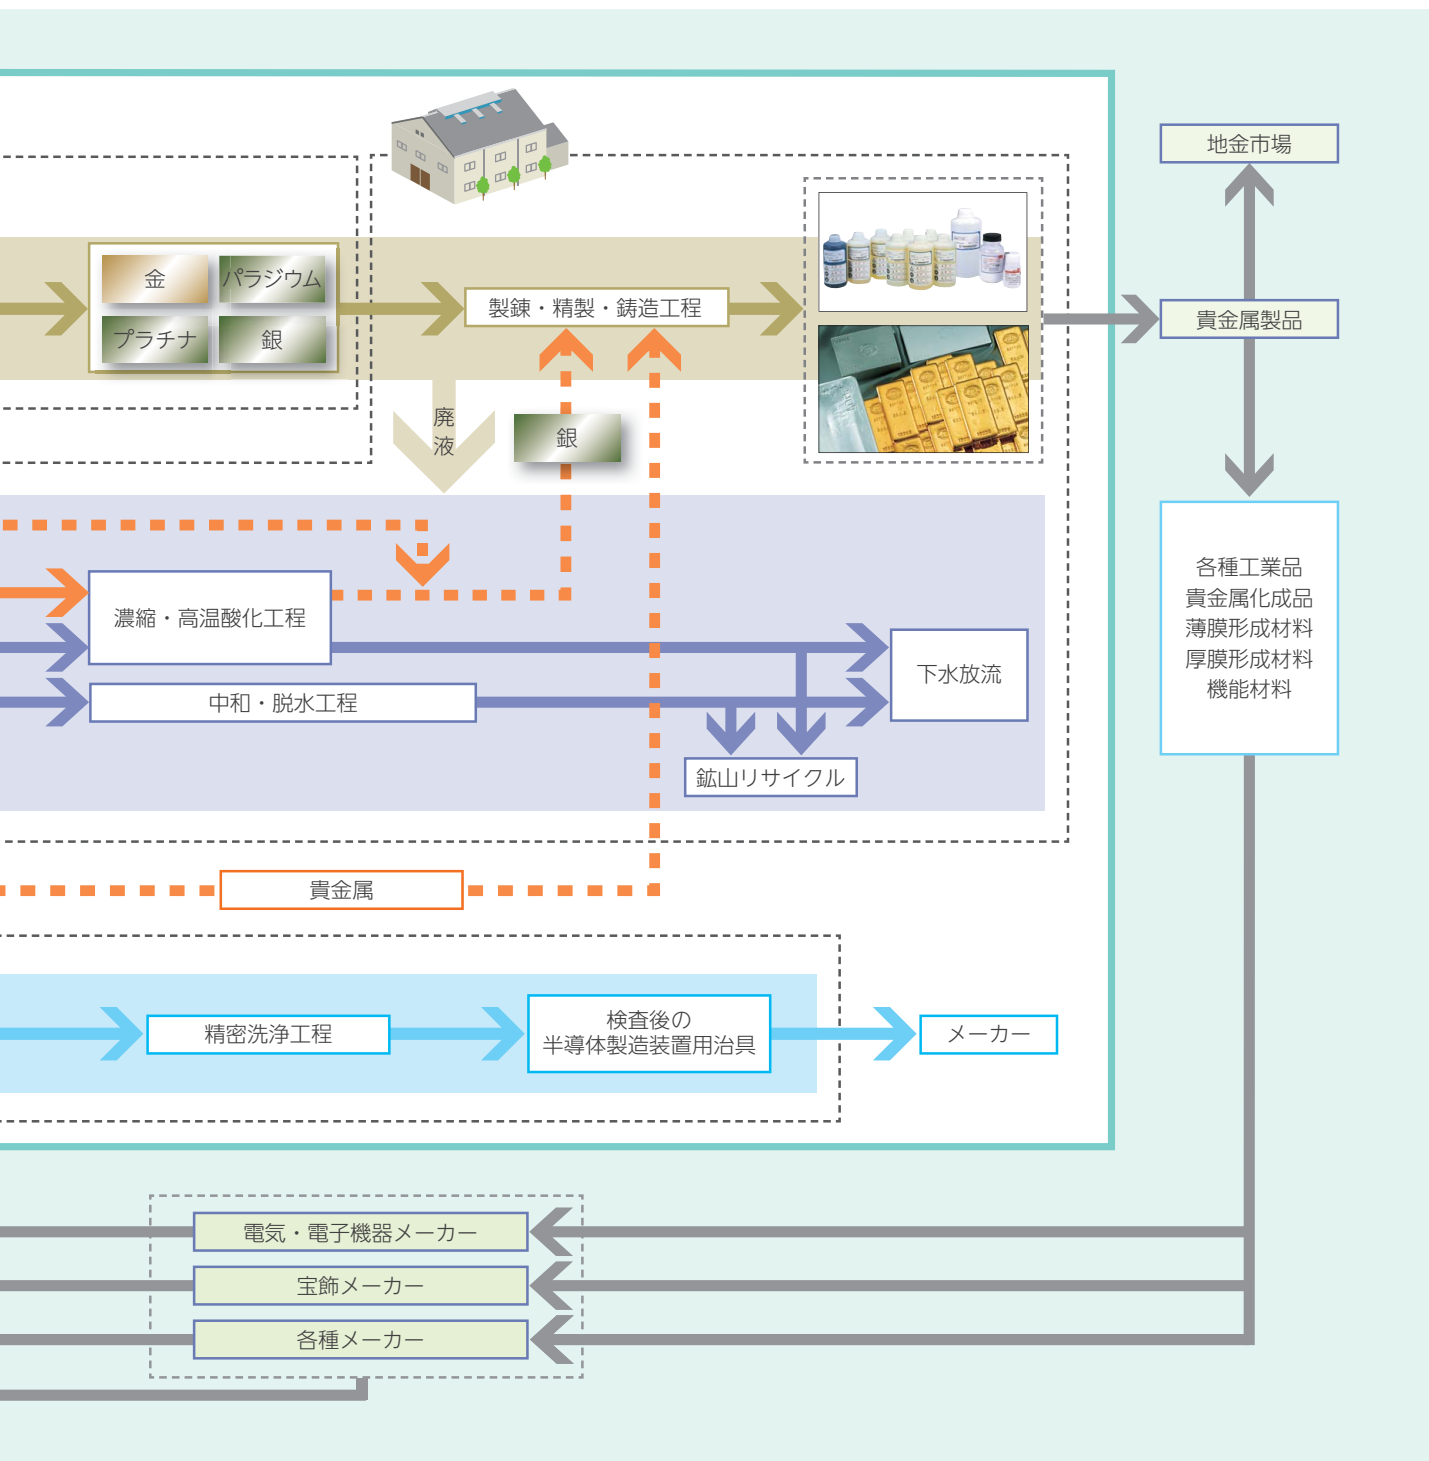 地金市場
金
パラジウム
プラチナ
銀
製錬・精製・鋳造工程
貴金属製品
廃
液
銀
各種工業品
貴金属化成品
薄膜形成材料
厚膜形成材料
機能材料
濃縮・高温酸化工程
下水放流
中和・脱水工程
鉱山リサイクル
貴金属
精密洗浄工程
検査後の
半導体製造装置用治具
メーカー
電気・電子機器メーカー
宝飾メーカー
各種メーカー